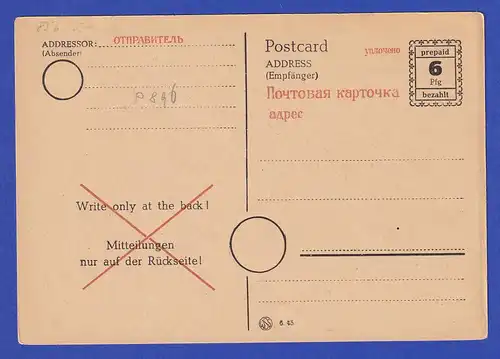 ADDRESSOR: ОТПРАВИТЕЛЬ
(Absender)
P 896
Write only at the back!
Mitteilungen
nur auf der Rückseite!
Postcard уплочено
ADDRESS
(Empfänger)
Почтовая карточка
адрес
prepaid
6
Pfg
bezahlt
6. 45